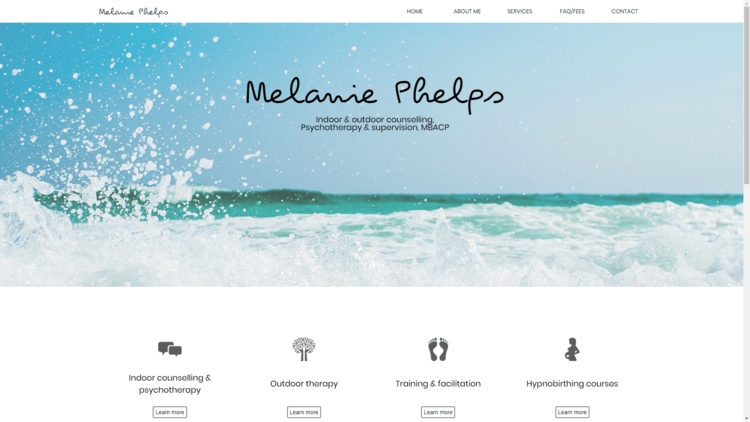 Melanie Phelps
HOME
ABOUT ME
SERVICES
FAQ/FEES
CONTACT
Melanie Phelps
Indoor & outdoor counselling,
Psychotherapy & supervision. MBACP
Indoor counselling &
psychotherapy
Outdoor therapy
Training & facilitation
Hypnobirthing courses
Learn more
Learn more
Learn more
Learn more